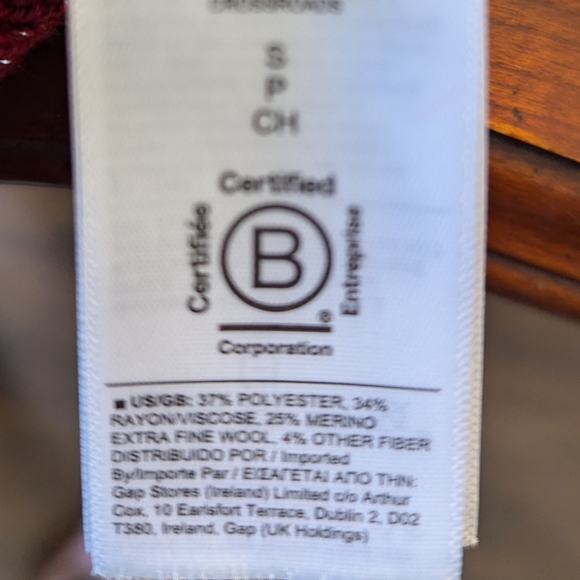 CROSSROADS
S
P
CH
Certified
Certifiée
B
Entreprise
®
Corporation
■ US/GB: 37% POLYESTER, 34%
RAYON/VISCOSE, 25% MERINO
EXTRA FINE WOOL, 4% OTHER FIBER
DISTRIBUIDO POR / Imported
By/Importe Par / ΕΙΣΑΓΕΤΑΙ ΑΠΟ ΤΗΝ:
Gap Stores (Ireland) Limited c/o Arthur
Cox, 10 Earlsfort Terrace, Dublin 2, D02
T380, Ireland, Gap (UK Holdings)